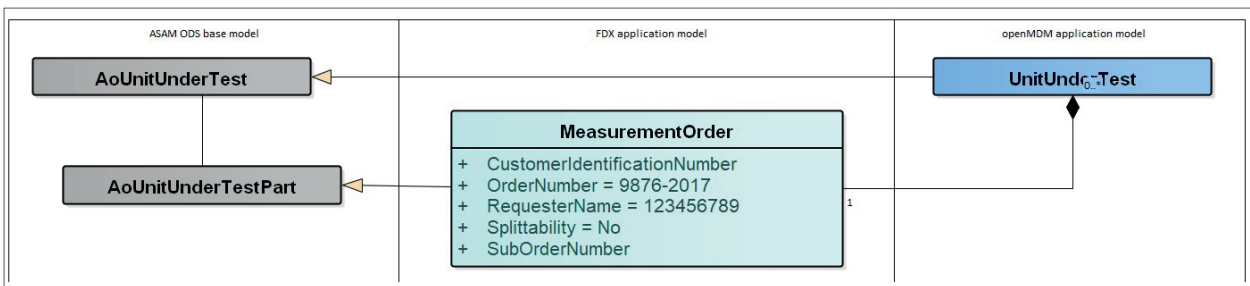 ASAM ODS base model
FDX application model
openMDM application model
AoUnitUnderTest
UnitUnderTest
0..*
MeasurementOrder
+ CustomerIdentificationNumber
+ OrderNumber = 9876-2017
+ RequesterName = 123456789
+ Splittability = No
+ SubOrderNumber
AoUnitUnderTestPart
1